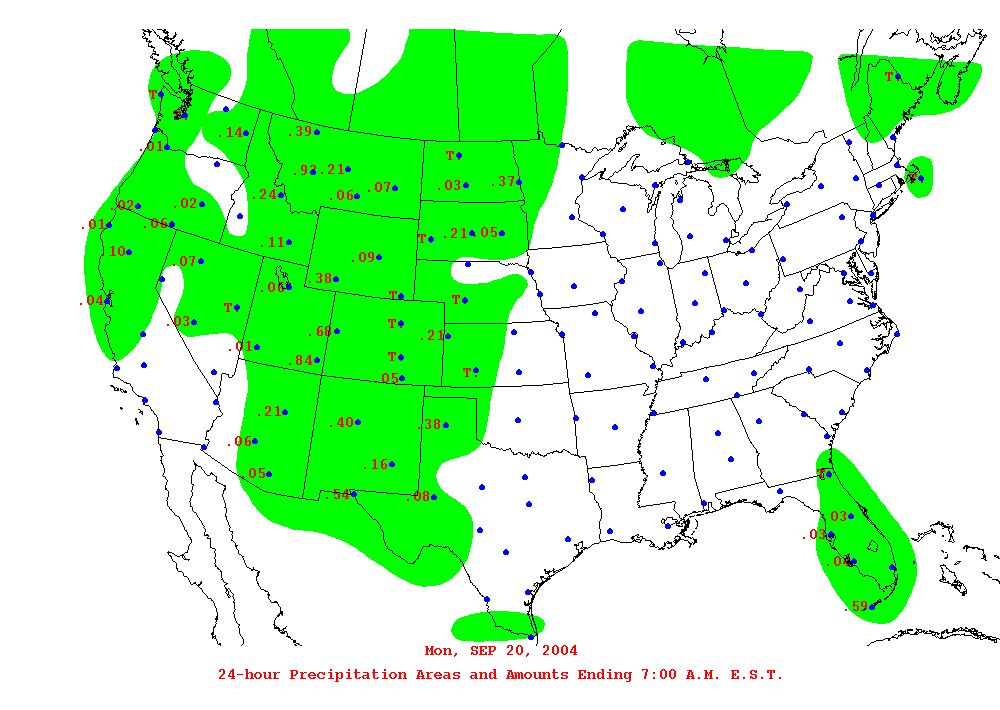 T
T
T
.01
.14
.39
T
.93 .21
.03
.37
.24
.06
.07
T
.02
.02
.01
.06
T
.21 .05
.10
.11
.09
.07
.38
.06
T
T
.04
T
.03
T
.68
.21
.01
T
.84
T
.05
.21
.40
.38
.06
.16
.05
T
.54
.08
.03
.03
.04
.59
Mon, SEP 20, 2004
24-hour Precipitation Areas and Amounts Ending 7:00 A.M. E.S.T.